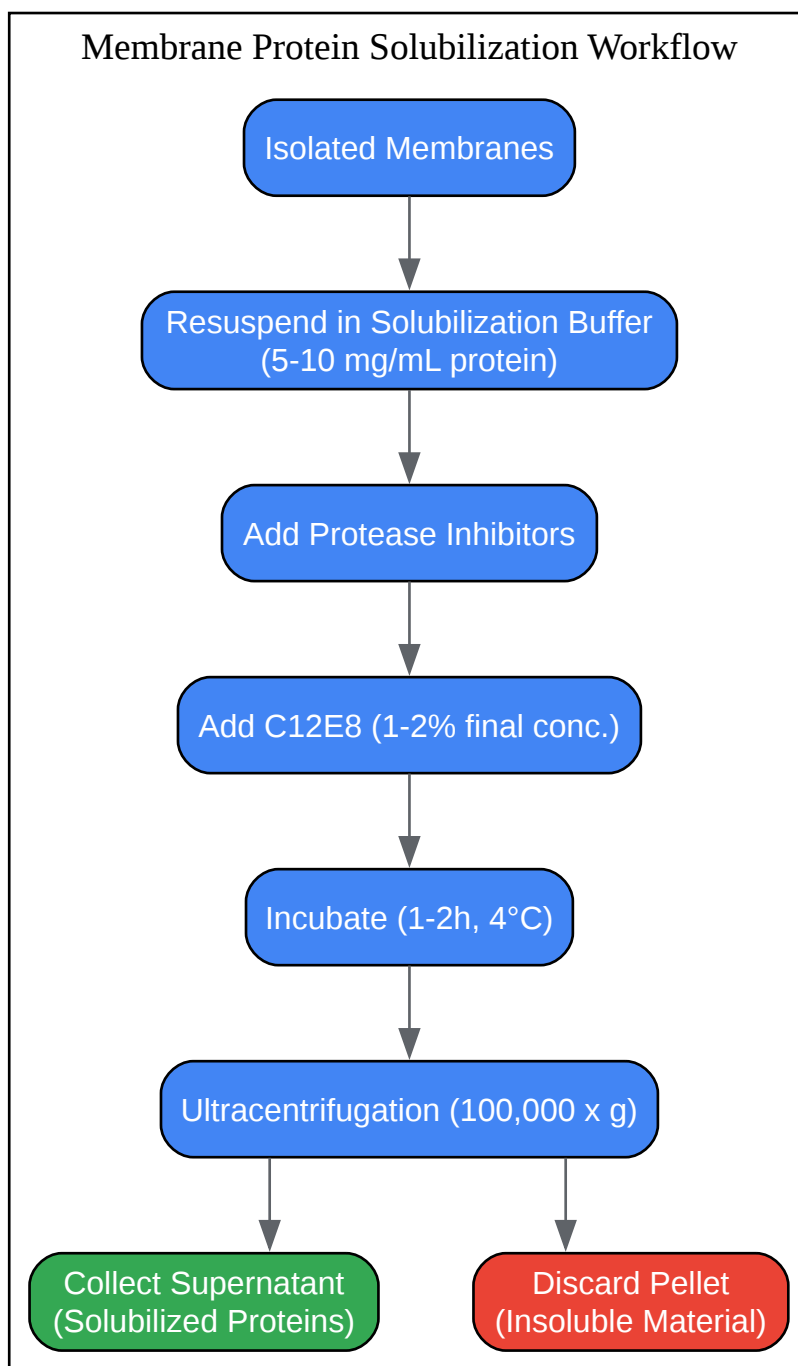 Membrane Protein Solubilization Workflow
Isolated Membranes
Resuspend in Solubilization Buffer
(5-10 mg/mL protein)
Add Protease Inhibitors
Add C12E8 (1-2% final conc.)
Incubate (1-2h, 4°C)
Ultracentrifugation (100,000 x g)
Collect Supernatant
(Solubilized Proteins)
Discard Pellet
(Insoluble Material)